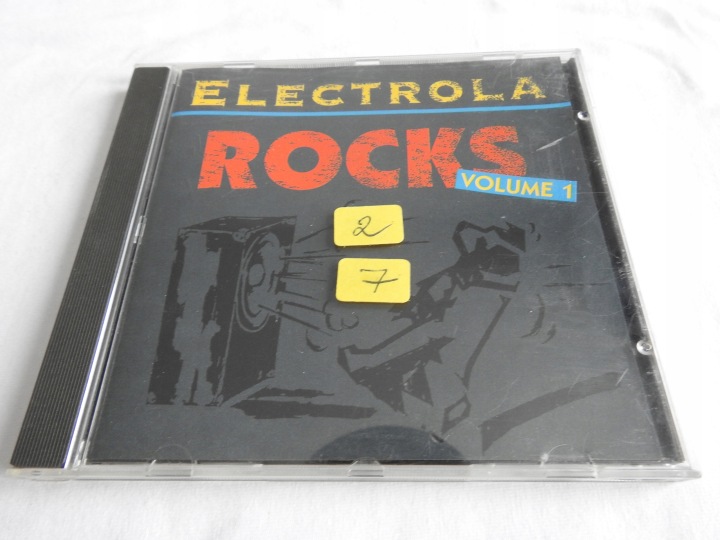 ELECTROLA
ROCKS
VOLUME 1
2
7